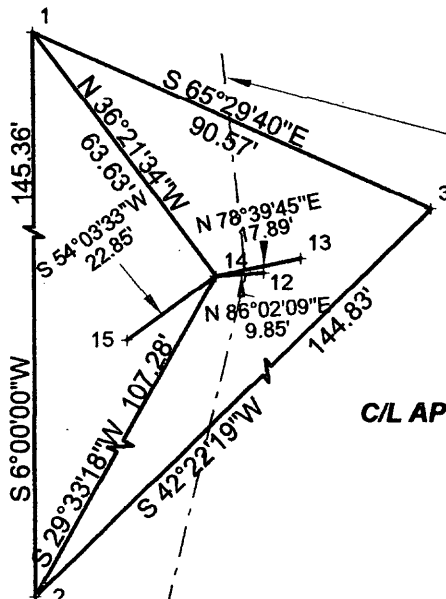 1
S 65°29'40"E
90.57'
N 36°21'34"W
63.63'
145.36'
S 6°00'00"W
3
N 78°39'45"E
17.89'
S 54°03'33"W
22.85'
14
13
12
N 86°02'09"E
9.85'
15
144.83'
S 42°22'19"W
107.28'
S 29°33'18"W
C/L AP
2